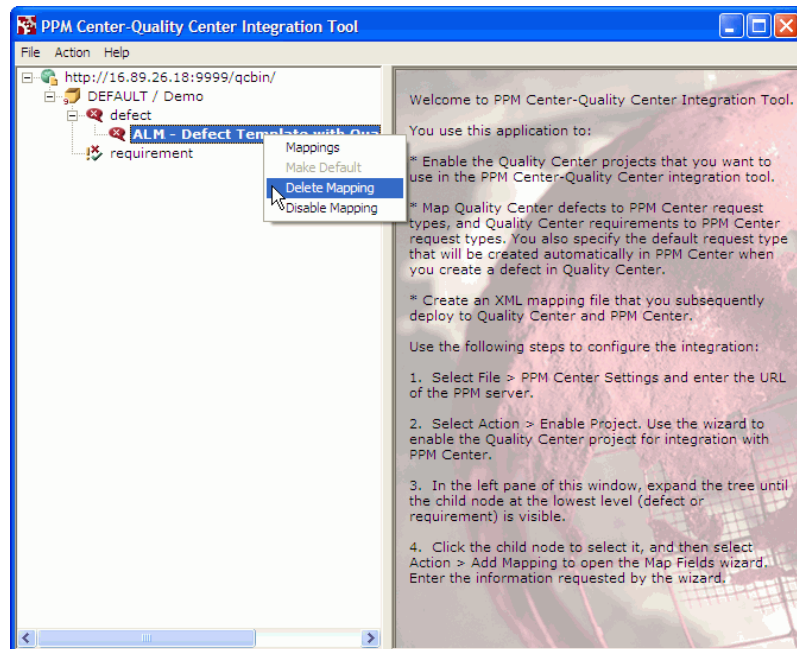 PPM Center-Quality Center Integration Tool
File Action Help
http://16.89.26.18:9999/qcbin/
DEFAULT / Demo
defect
ALM - Defect Template with Qua
requirement
Mappings
Make Default
Delete Mapping
Disable Mapping
Welcome to PPM Center-Quality Center Integration Tool.
You use this application to:
* Enable the Quality Center projects that you want to
use in the PPM Center-Quality Center integration tool.
* Map Quality Center defects to PPM Center request
types, and Quality Center requirements to PPM Center
request types. You also specify the default request type
that will be created automatically in PPM Center when
you create a defect in Quality Center.
* Create an XML mapping file that you subsequently
deploy to Quality Center and PPM Center.
Use the following steps to configure the integration:
1. Select File > PPM Center Settings and enter the URL
of the PPM server.
2. Select Action > Enable Project. Use the wizard to
enable the Quality Center project for integration with
PPM Center.
3. In the left pane of this window, expand the tree until
the child node at the lowest level (defect or
requirement) is visible.
4. Click the child node to select it, and then select
Action > Add Mapping to open the Map Fields wizard.
Enter the information requested by the wizard.